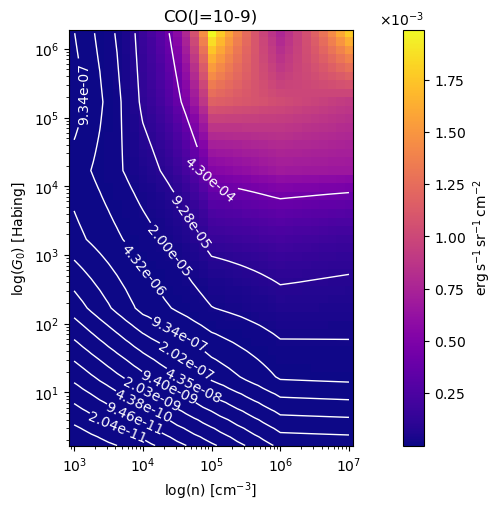 CO(J=10-9)
×10⁻³
log(G₀) [Habing]
10⁶
10⁵
10⁴
10³
10²
10¹
9.34e-07
4.30e-04
9.28e-05
2.00e-05
4.32e-06
9.34e-07
2.02e-07
4.35e-08
9.40e-09
2.03e-09
4.38e-10
9.46e-11
2.04e-11
10³ 10⁴ 10⁵ 10⁶ 10⁷
log(n) [cm⁻³]
1.75
1.50
1.25
1.00
0.75
0.50
0.25
erg s⁻¹ sr⁻¹ cm⁻²